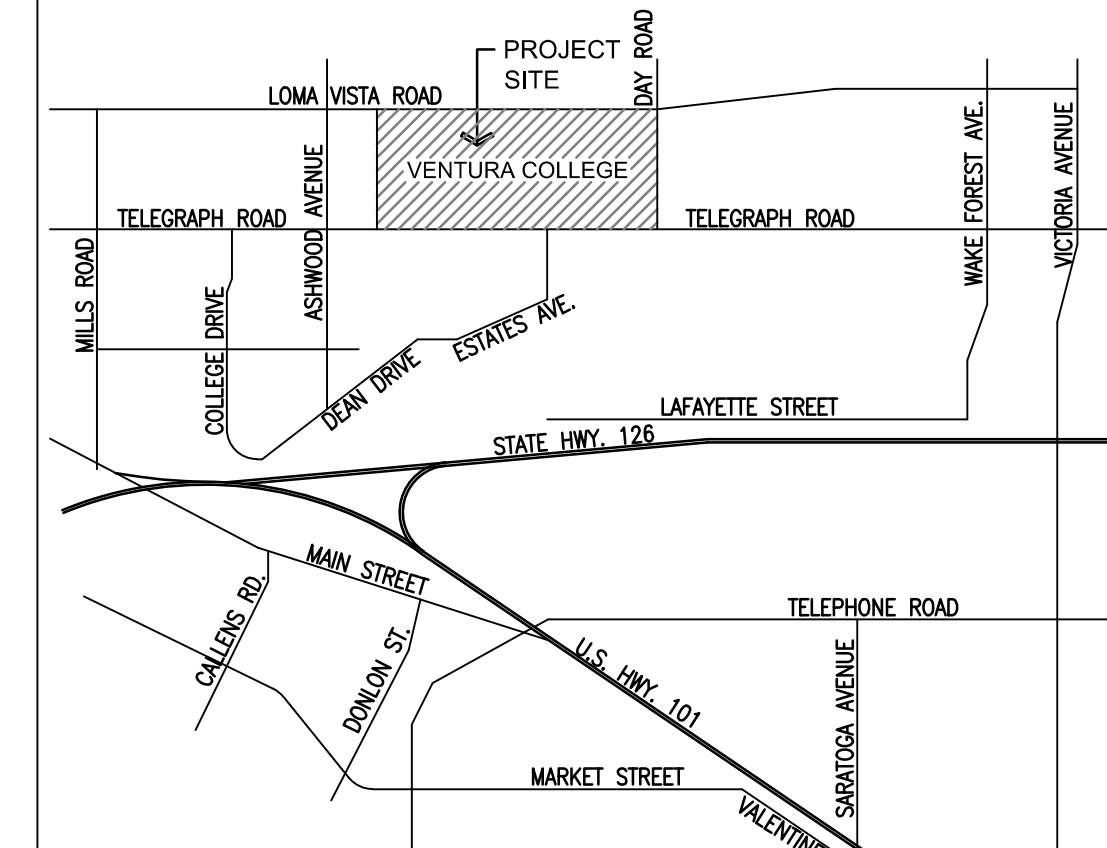 PROJECT
SITE
DAY ROAD
LOMA VISTA ROAD
VENTURA COLLEGE
ASHWOOD AVENUE
WAKE FOREST AVE.
VICTORIA AVENUE
TELEGRAPH ROAD
TELEGRAPH ROAD
MILLS ROAD
COLLEGE DRIVE
DEAN DRIVE
ESTATES AVE.
LAFAYETTE STREET
STATE HWY. 126
MAIN STREET
CALLENS RD.
DONLON ST.
TELEPHONE ROAD
U.S. HWY. 101
SARATOGA AVENUE
MARKET STREET
VALENTINE